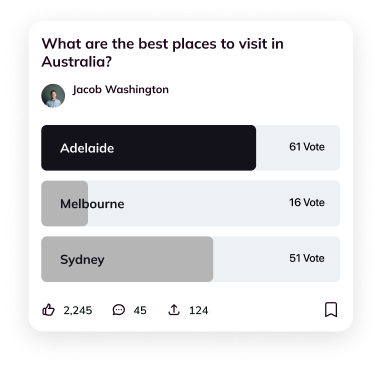 What are the best places to visit in
Australia?
Jacob Washington
Adelaide 61 Vote
Melbourne 16 Vote
Sydney 51 Vote
2,245 45 124